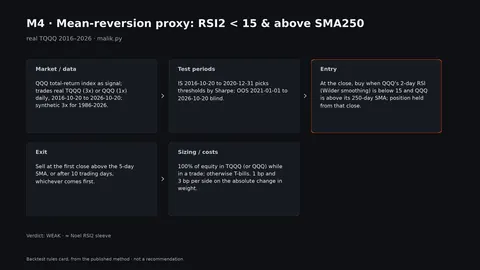 M4 · Mean-reversion proxy: RSI2 < 15 & above SMA250
real TQQQ 2016–2026 · malik.py
Market / data
QQQ total-return index as signal;
trades real TQQQ (3x) or QQQ (1x)
daily, 2016-10-20 to 2026-10-20;
synthetic 3x for 1986-2026.
Test periods
IS 2016-10-20 to 2020-12-31 picks
thresholds by Sharpe; OOS 2021-01-01 to
2026-10-20 blind.
Entry
At the close, buy when QQQ's 2-day RSI
(Wilder smoothing) is below 15 and QQQ
is above its 250-day SMA; position held
from that close.
Exit
Sell at the first close above the 5-day
SMA, or after 10 trading days,
whichever comes first.
Sizing / costs
100% of equity in TQQQ (or QQQ) while
in a trade; otherwise T-bills. 1 bp and
3 bp per side on the absolute change in
weight.
Verdict: WEAK · = Noel RSI2 sleeve
Backtest rules card, from the published method · not a recommendation.